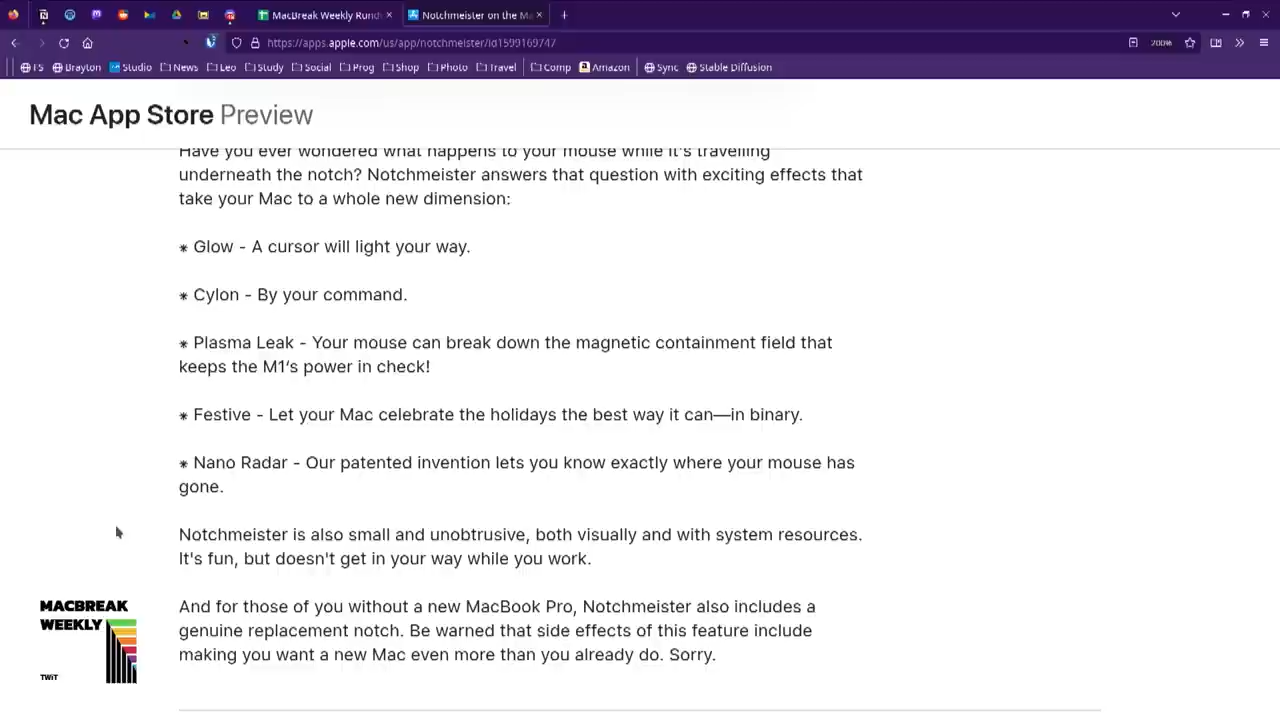 MacBreak Weekly Rund
Notchmeister on the Ma
https://apps.apple.com/us/app/notchmeister/id1599169747
200%
FS
Brayton
Studio
News
Leo
Study
Social
Prog
Shop
Photo
Travel
Comp
Amazon
Sync
Stable Diffusion
Mac App Store Preview
Have you ever wondered what happens to your mouse while it's travelling
underneath the notch? Notchmeister answers that question with exciting effects that
take your Mac to a whole new dimension:
⁕ Glow - A cursor will light your way.
⁕ Cylon - By your command.
⁕ Plasma Leak - Your mouse can break down the magnetic containment field that
keeps the M1‘s power in check!
⁕ Festive - Let your Mac celebrate the holidays the best way it can—in binary.
⁕ Nano Radar - Our patented invention lets you know exactly where your mouse has
gone.
Notchmeister is also small and unobtrusive, both visually and with system resources.
It's fun, but doesn't get in your way while you work.
And for those of you without a new MacBook Pro, Notchmeister also includes a
genuine replacement notch. Be warned that side effects of this feature include
making you want a new Mac even more than you already do. Sorry.
MACBREAK
WEEKLY
TWiT